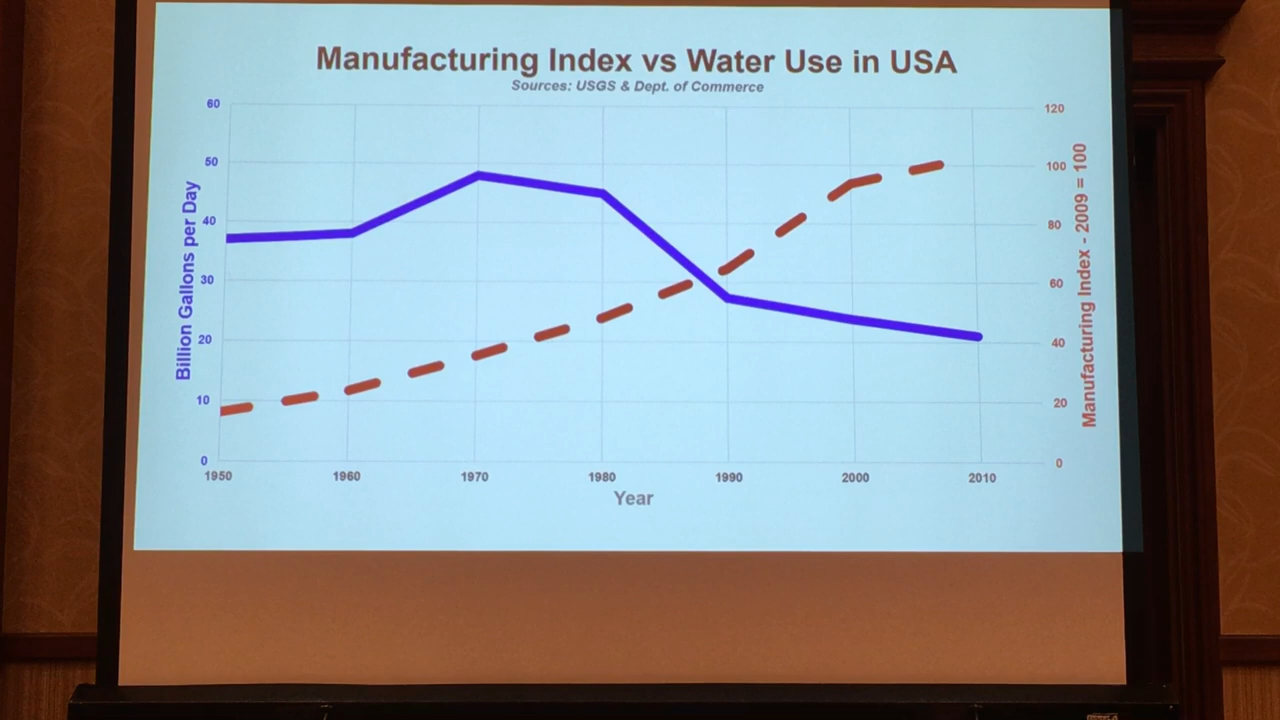 Manufacturing Index vs Water Use in USA
Sources: USGS & Dept. of Commerce
60
50
40
30
20
10
0
Billion Gallons per Day
120
100
80
60
40
20
0
Manufacturing Index - 2009 = 100
1950 1960 1970 1980 1990 2000 2010
Year